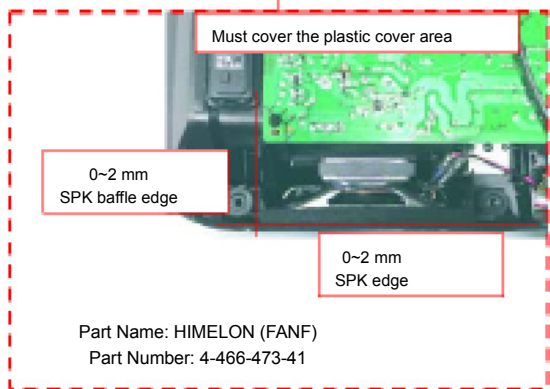 Must cover the plastic cover area
0~2 mm
SPK baffle edge
0~2 mm
SPK edge
Part Name: HIMELON (FANF)
Part Number: 4-466-473-41